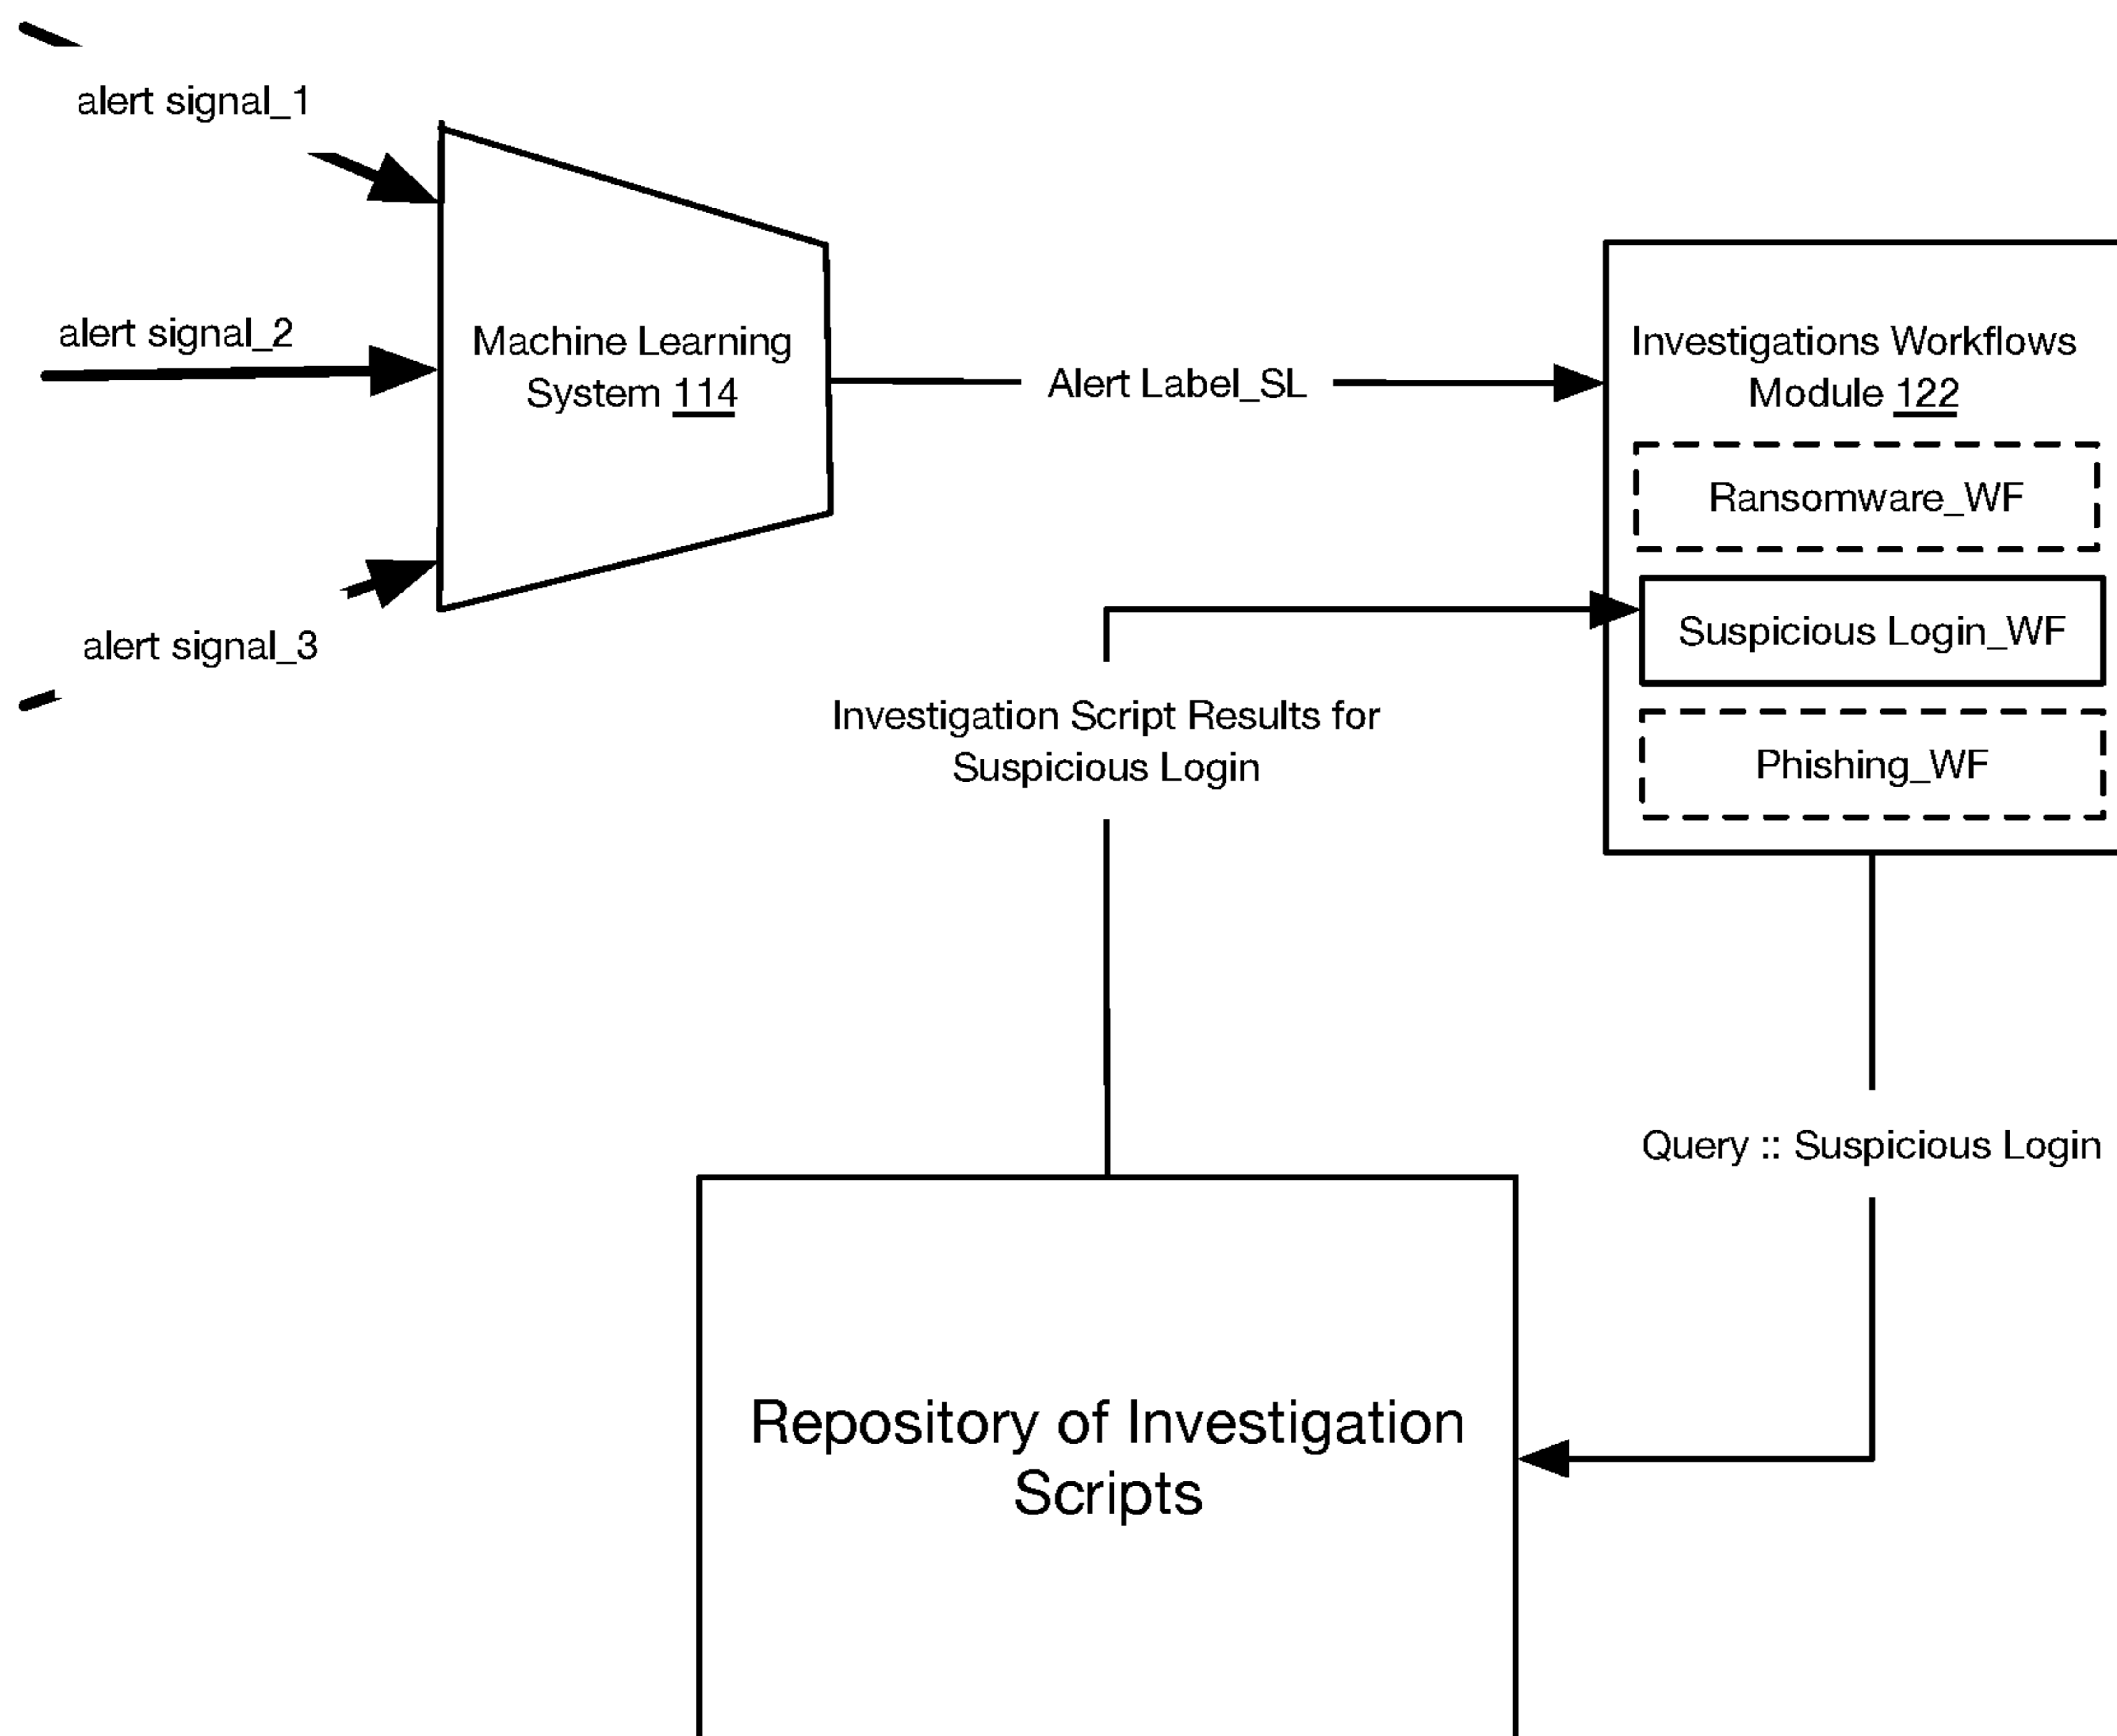 alert signal_1
alert signal_2
alert signal_3
Machine Learning
System 114
Alert Label_SL
Investigations Workflows
Module 122
Ransomware_WF
Suspicious Login_WF
Phishing_WF
Investigation Script Results for
Suspicious Login
Query :: Suspicious Login
Repository of Investigation
Scripts